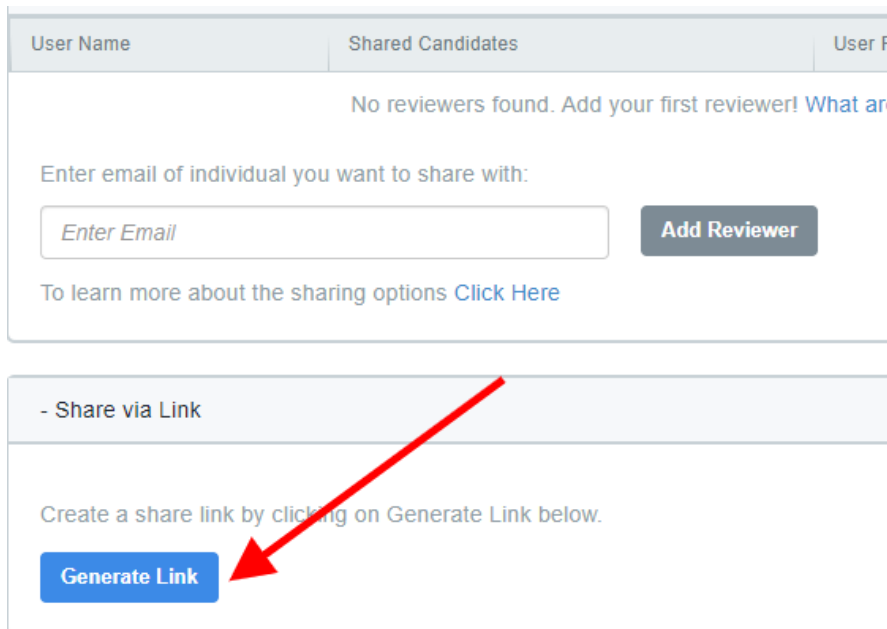 User Name Shared Candidates User
No reviewers found. Add your first reviewer! What
Enter email of individual you want to share with:
Enter Email Add Reviewer
To learn more about the sharing options Click Here
- Share via Link
Create a share link by clicking on Generate Link below.
Generate Link